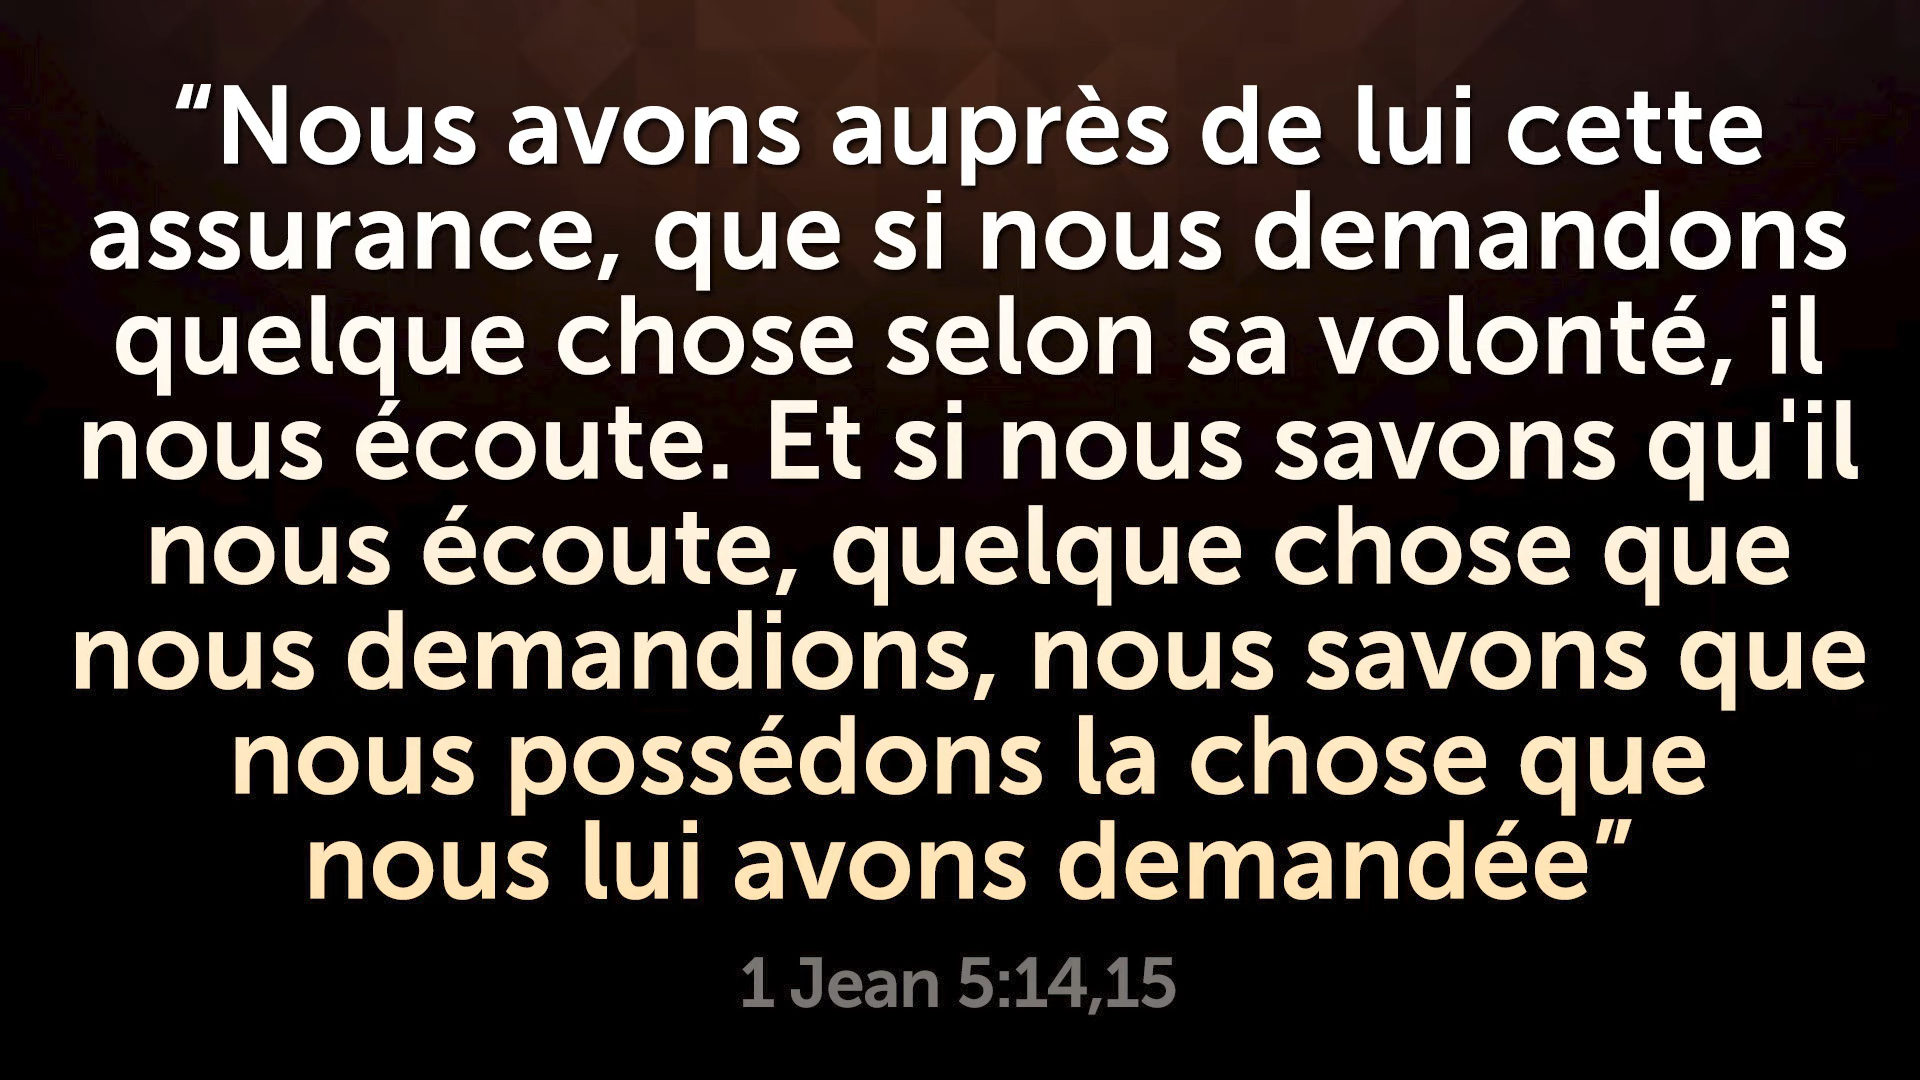 “Nous avons auprès de lui cette
assurance, que si nous demandons
quelque chose selon sa volonté, il
nous écoute. Et si nous savons qu'il
nous écoute, quelque chose que
nous demandions, nous savons que
nous possédons la chose que
nous lui avons demandée”
1 Jean 5:14,15